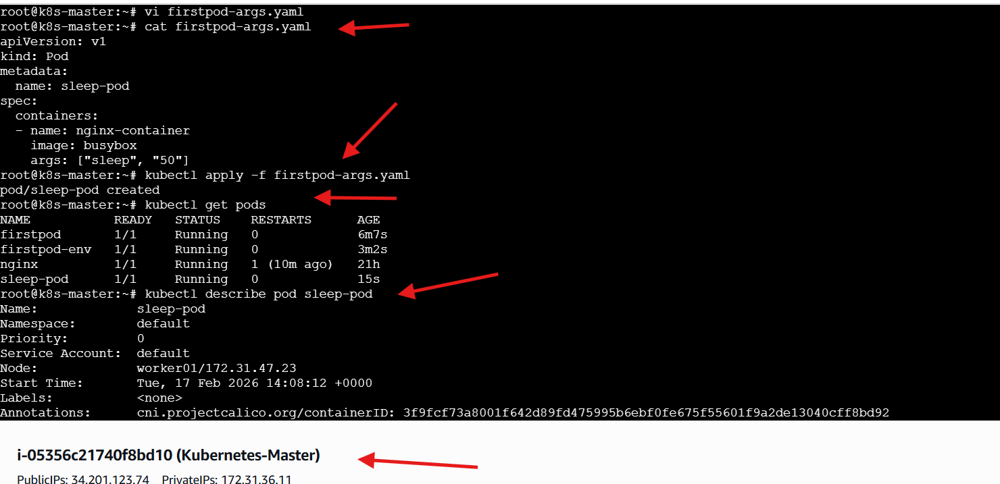 root@k8s-master:~# vi firstpod-args.yaml
root@k8s-master:~# cat firstpod-args.yaml
apiVersion: v1
kind: Pod
metadata:
  name: sleep-pod
spec:
  containers:
  - name: nginx-container
    image: busybox
    args: ["sleep", "50"]
root@k8s-master:~# kubectl apply -f firstpod-args.yaml
pod/sleep-pod created
root@k8s-master:~# kubectl get pods
NAME           READY   STATUS    RESTARTS      AGE
firstpod       1/1     Running   0             6m7s
firstpod-env   1/1     Running   0             3m2s
nginx          1/1     Running   1 (10m ago)   21h
sleep-pod      1/1     Running   0             15s
root@k8s-master:~# kubectl describe pod sleep-pod
Name:             sleep-pod
Namespace:        default
Priority:         0
Service Account:  default
Node:             worker01/172.31.47.23
Start Time:       Tue, 17 Feb 2026 14:08:12 +0000
Labels:           <none>
Annotations:      cni.projectcalico.org/containerID: 3f9fcf73a8001f642d89fd475995b6ebf0fe675f55601f9a2de13040cff8bd92
i-05356c21740f8bd10 (Kubernetes-Master)
PublicIPs: 34.201.123.74    PrivateIPs: 172.31.36.11